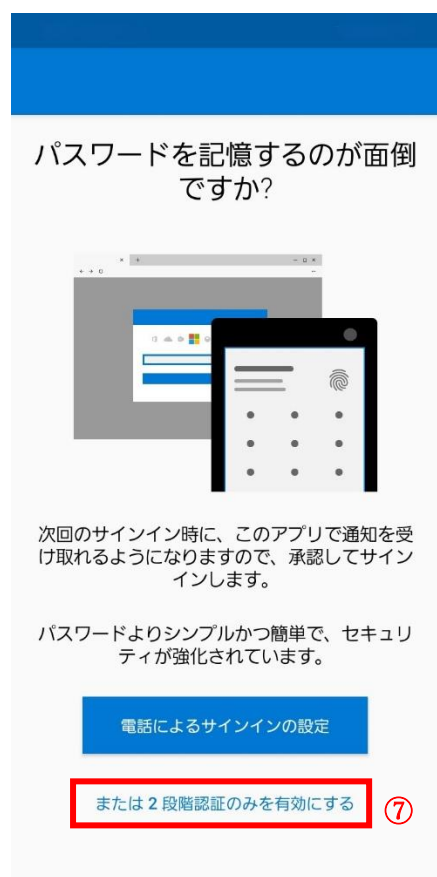 パスワードを記憶するのが面倒
ですか?
次回のサインイン時に、このアプリで通知を受
け取れるようになりますので、承認してサイン
インします。
パスワードよりシンプルかつ簡単で、セキュリ
ティが強化されています。
電話によるサインインの設定
または 2 段階認証のみを有効にする ⑦